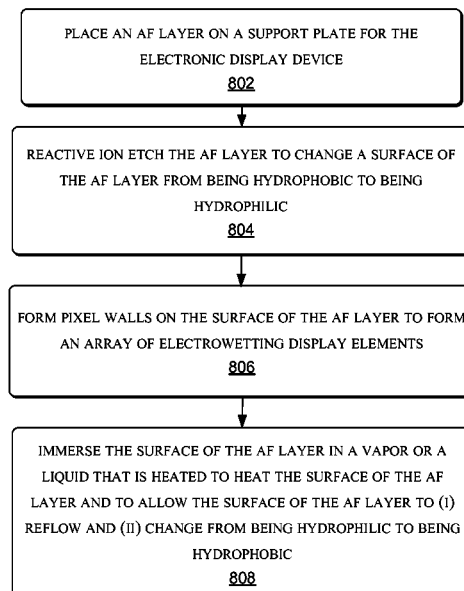 PLACE AN AF LAYER ON A SUPPORT PLATE FOR THE
ELECTRONIC DISPLAY DEVICE
802
REACTIVE ION ETCH THE AF LAYER TO CHANGE A SURFACE OF
THE AF LAYER FROM BEING HYDROPHOBIC TO BEING
HYDROPHILIC
804
FORM PIXEL WALLS ON THE SURFACE OF THE AF LAYER TO FORM
AN ARRAY OF ELECTROWETTING DISPLAY ELEMENTS
806
IMMERSE THE SURFACE OF THE AF LAYER IN A VAPOR OR A
LIQUID THAT IS HEATED TO HEAT THE SURFACE OF THE AF
LAYER AND TO ALLOW THE SURFACE OF THE AF LAYER TO (I)
REFLOW AND (II) CHANGE FROM BEING HYDROPHILIC TO BEING
HYDROPHOBIC
808